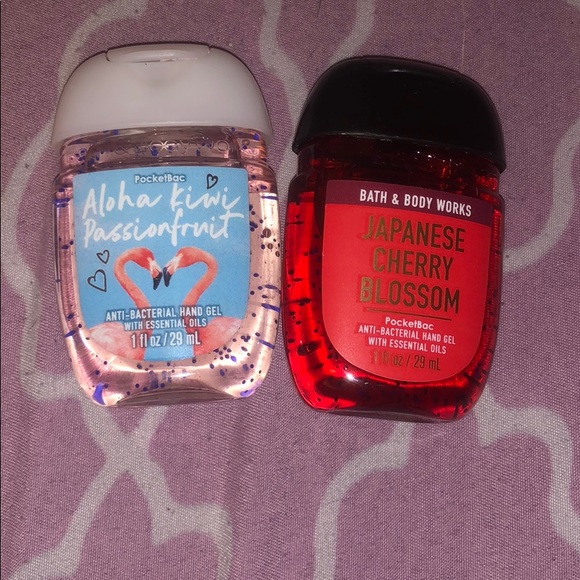 PocketBac
Aloha Kiwi
Passionfruit
ANTI-BACTERIAL HAND GEL
WITH ESSENTIAL OILS
1 fl oz / 29 mL
BATH & BODY WORKS
JAPANESE
CHERRY
BLOSSOM
PocketBac
ANTI-BACTERIAL HAND GEL
WITH ESSENTIAL OILS
1 fl oz / 29 mL